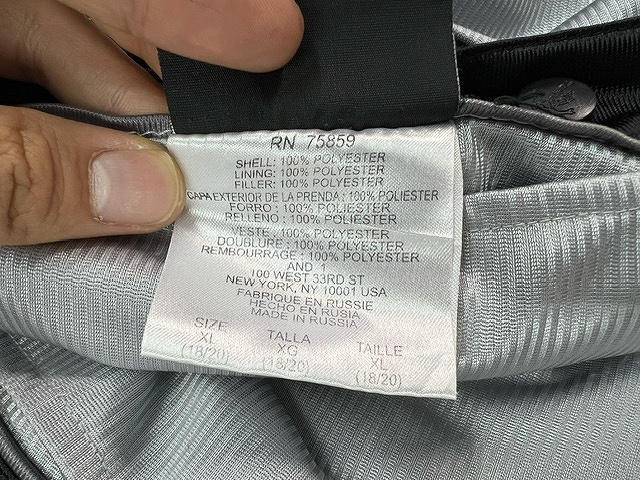 RN 75859
SHELL: 100% POLYESTER
LINING: 100% POLYESTER
FILLER: 100% POLYESTER
CAPA EXTERIOR DE LA PRENDA : 100% POLIESTER
FORRO : 100% POLIESTER
RELLENO : 100% POLIESTER
VESTE : 100% POLYESTER
DOUBLURE : 100% POLYESTER
REMBOURRAGE : 100% POLYESTER
AND 1
100 WEST 33RD ST
NEW YORK, NY 10001 USA
FABRIQUE EN RUSSIE
HECHO EN RUSIA
MADE IN RUSSIA
SIZE TALLA TAILLE
XL XG XL
(18/20) (18/20) (18/20)